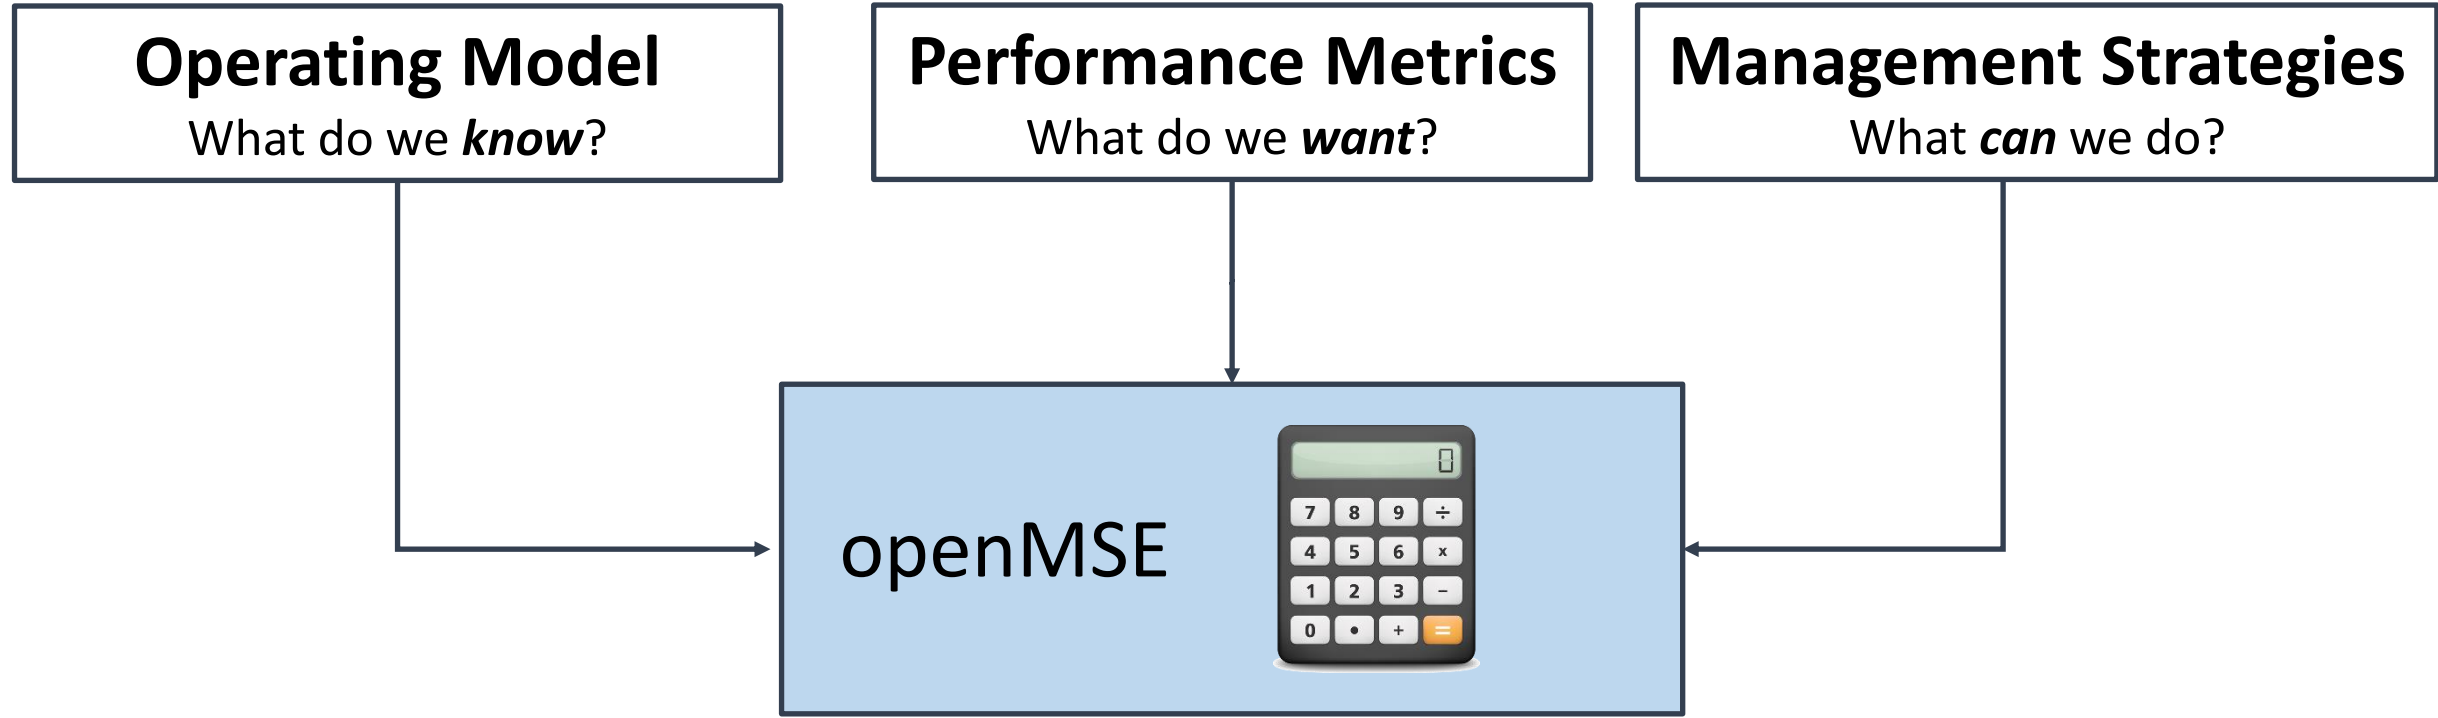 Operating Model
What do we know?
Performance Metrics
What do we want?
Management Strategies
What can we do?
openMSE
0
7 8 9 ÷
4 5 6 x
1 2 3 −
0 • + =